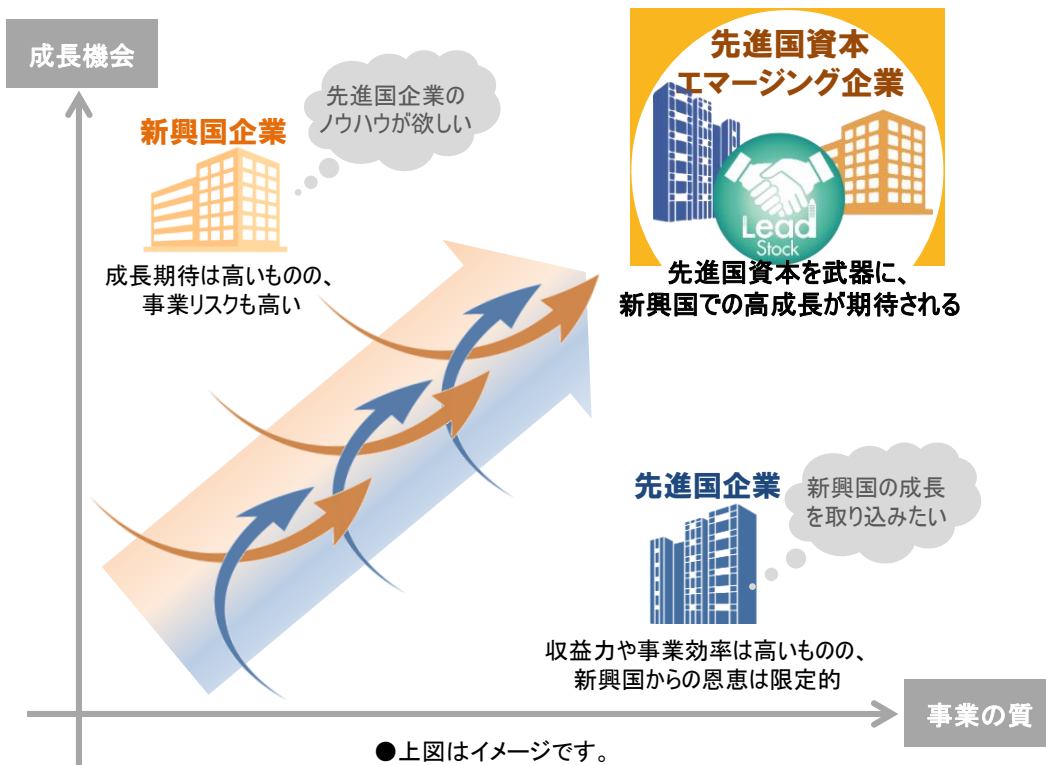 成長機会
先進国企業の
ノウハウが欲しい
新興国企業
成長期待は高いものの、
事業リスクも高い
先進国資本
エマージング企業
Lead
Stock
先進国資本を武器に、
新興国での高成長が期待される
先進国企業
新興国の成長
を取り込みたい
収益力や事業効率は高いものの、
新興国からの恩恵は限定的
事業の質
●上図はイメージです。